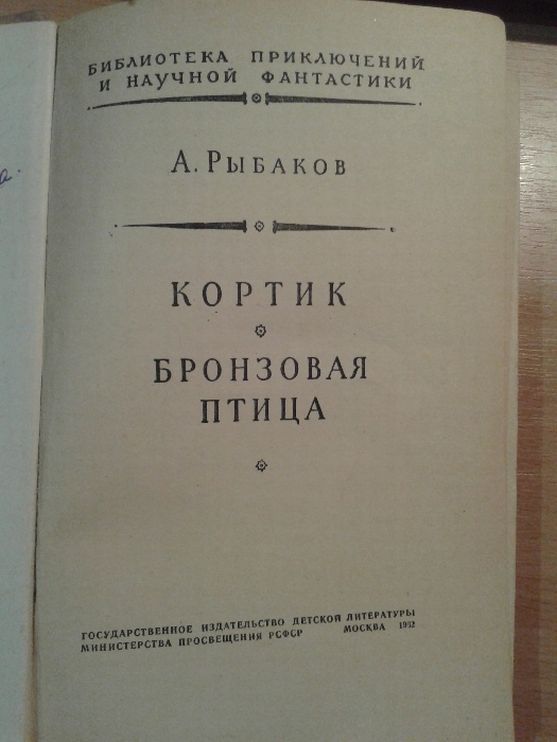 БИБЛИОТЕКА ПРИКЛЮЧЕНИЙ
И НАУЧНОЙ ФАНТАСТИКИ
А. РЫБАКОВ
КОРТИК
БРОНЗОВАЯ
ПТИЦА
ГОСУДАРСТВЕННОЕ ИЗДАТЕЛЬСТВО ДЕТСКОЙ ЛИТЕРАТУРЫ
МИНИСТЕРСТВА ПРОСВЕЩЕНИЯ РСФСР МОСКВА